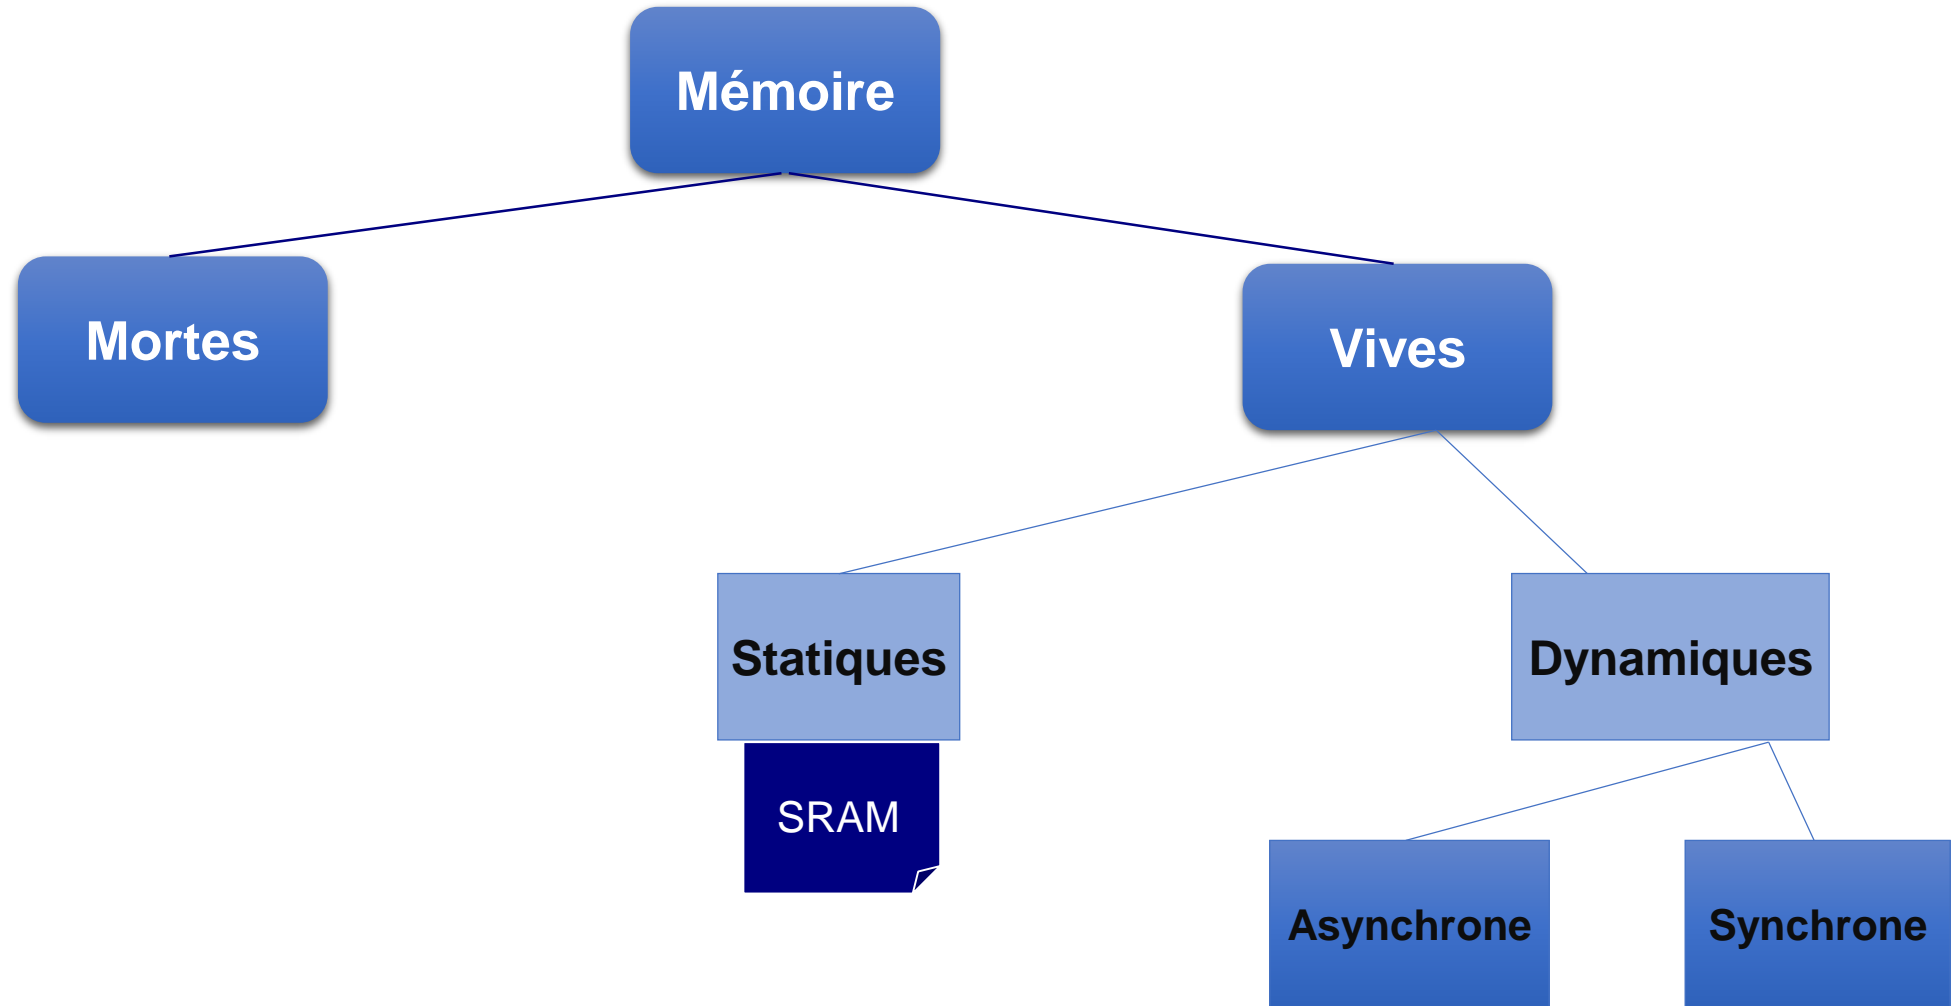 Mémoire
Mortes
Vives
Statiques
Dynamiques
SRAM
Asynchrone
Synchrone